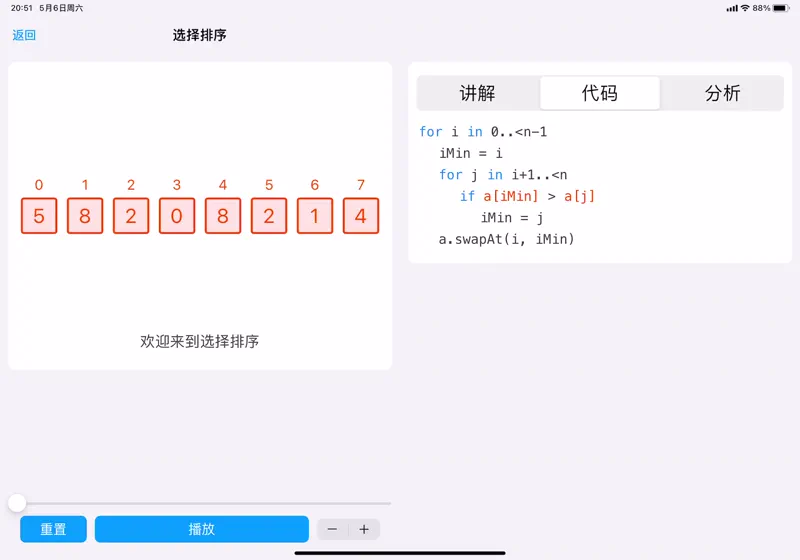 20:51 5月6日周六
88%
返回
选择排序
0 1 2 3 4 5 6 7
5 8 2 0 8 2 1 4
欢迎来到选择排序
重置
播放
− +
讲解 代码 分析
for i in 0..<n-1
iMin = i
for j in i+1..<n
if a[iMin] > a[j]
iMin = j
a.swapAt(i, iMin)